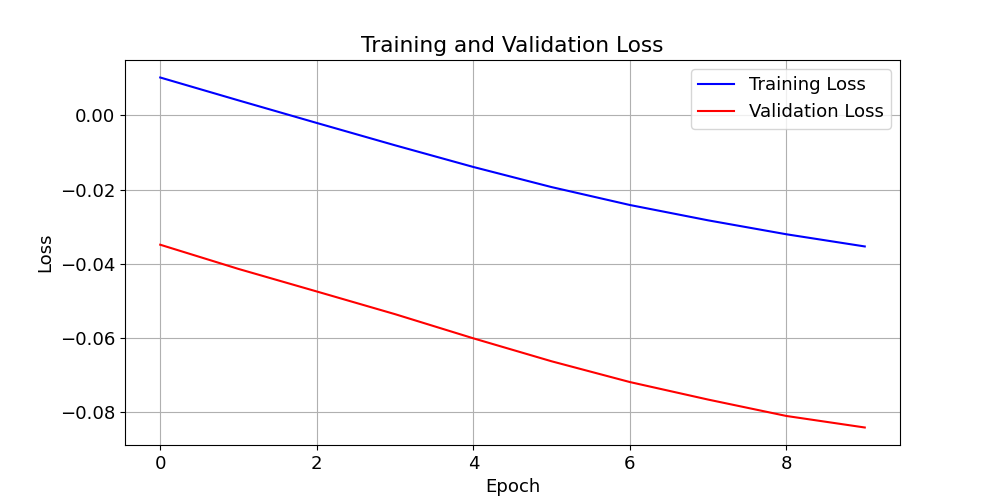 Training and Validation Loss
Training Loss
Validation Loss
0.00
−0.02
−0.04
−0.06
−0.08
Loss
0 2 4 6 8
Epoch